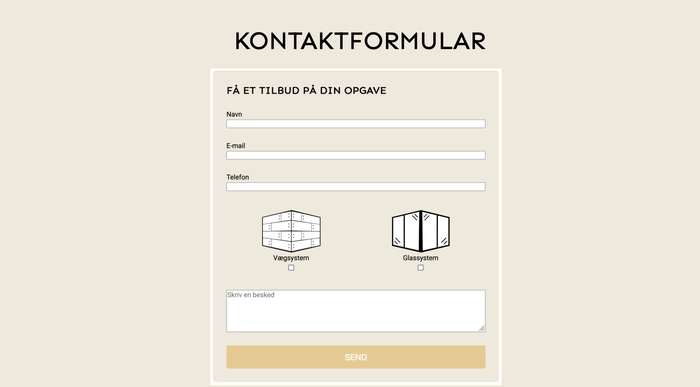 KONTAKTFORMULAR
FÅ ET TILBUD PÅ DIN OPGAVE
Navn
E-mail
Telefon
Vægsystem
Glassystem
Skriv en besked
SEND